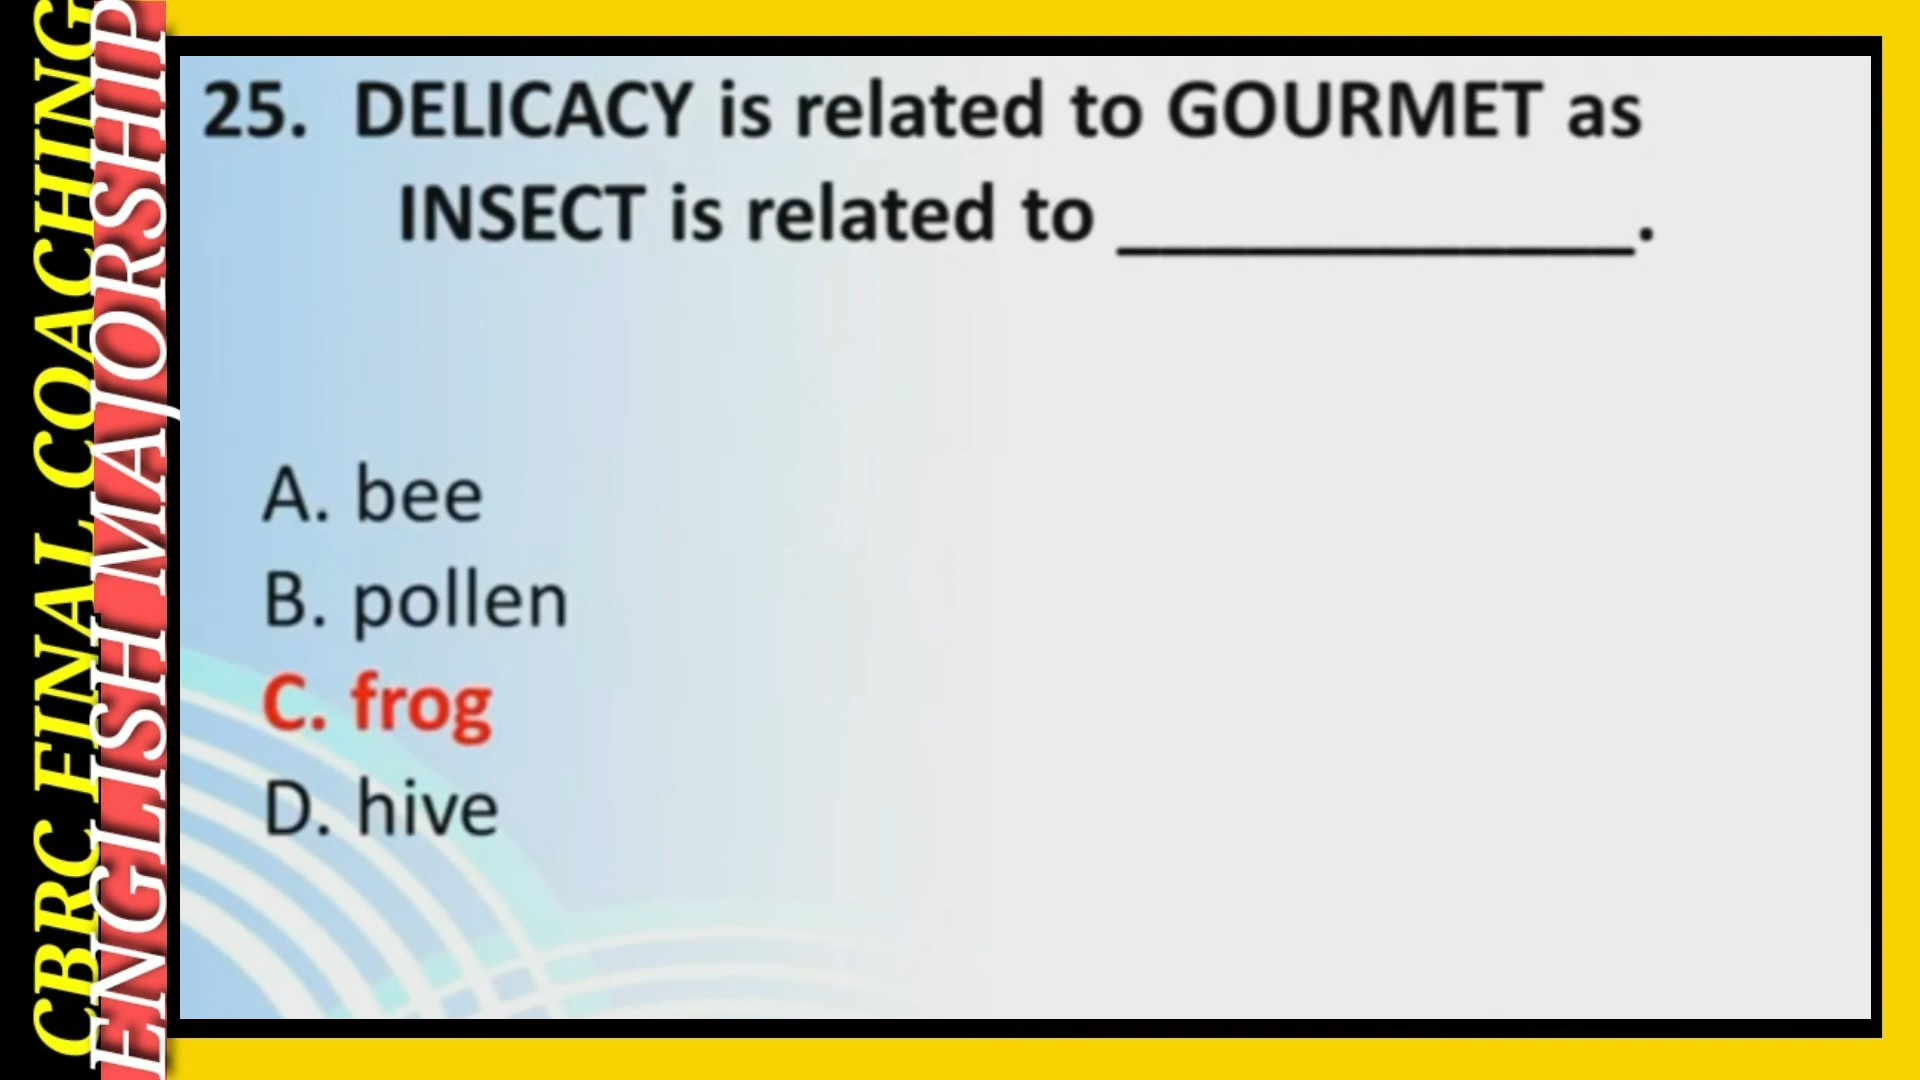 CBRC FINAL COACHING
ENGLISH MAJORSHIP
25. DELICACY is related to GOURMET as
INSECT is related to ______________.
A. bee
B. pollen
C. frog
D. hive